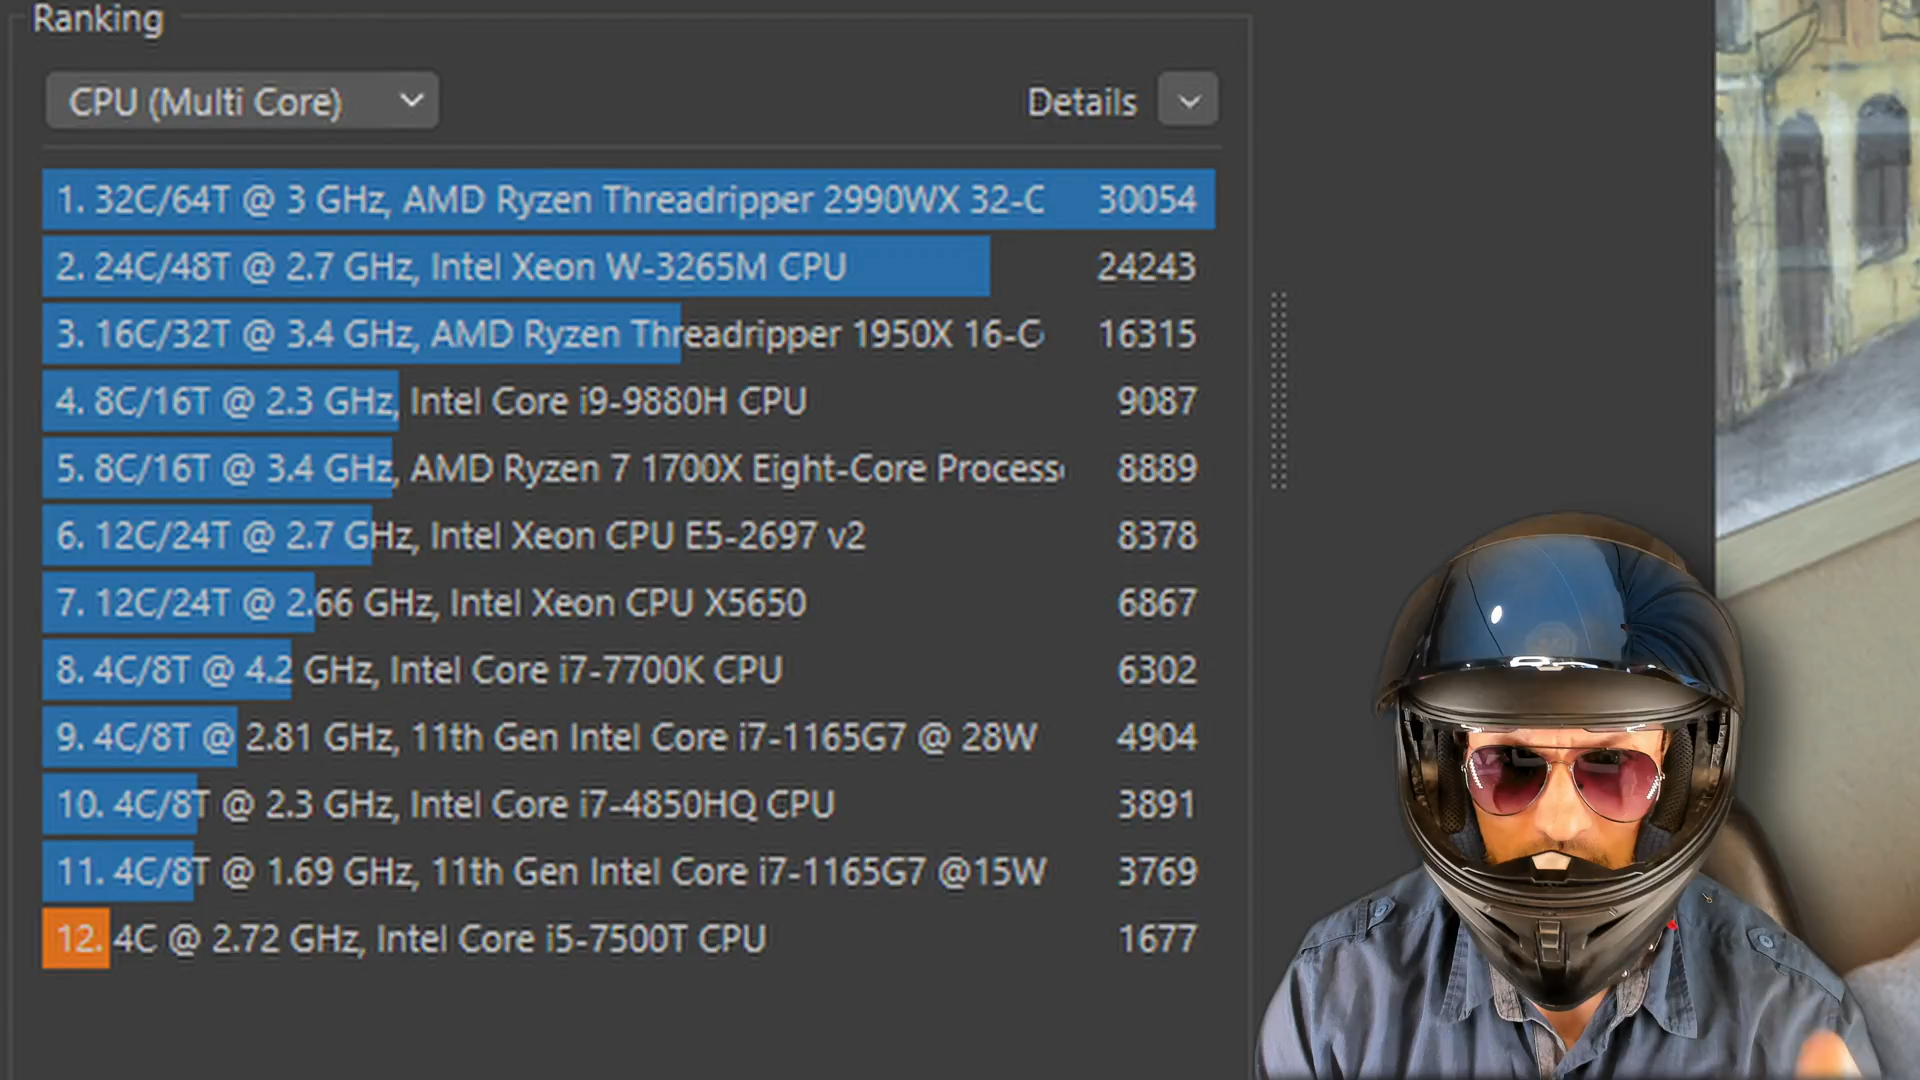 Ranking
CPU (Multi Core)
Details
1. 32C/64T @ 3 GHz, AMD Ryzen Threadripper 2990WX 32-C 30054
2. 24C/48T @ 2.7 GHz, Intel Xeon W-3265M CPU 24243
3. 16C/32T @ 3.4 GHz, AMD Ryzen Threadripper 1950X 16-C 16315
4. 8C/16T @ 2.3 GHz, Intel Core i9-9880H CPU 9087
5. 8C/16T @ 3.4 GHz, AMD Ryzen 7 1700X Eight-Core Process 8889
6. 12C/24T @ 2.7 GHz, Intel Xeon CPU E5-2697 v2 8378
7. 12C/24T @ 2.66 GHz, Intel Xeon CPU X5650 6867
8. 4C/8T @ 4.2 GHz, Intel Core i7-7700K CPU 6302
9. 4C/8T @ 2.81 GHz, 11th Gen Intel Core i7-1165G7 @ 28W 4904
10. 4C/8T @ 2.3 GHz, Intel Core i7-4850HQ CPU 3891
11. 4C/8T @ 1.69 GHz, 11th Gen Intel Core i7-1165G7 @15W 3769
12. 4C @ 2.72 GHz, Intel Core i5-7500T CPU 1677